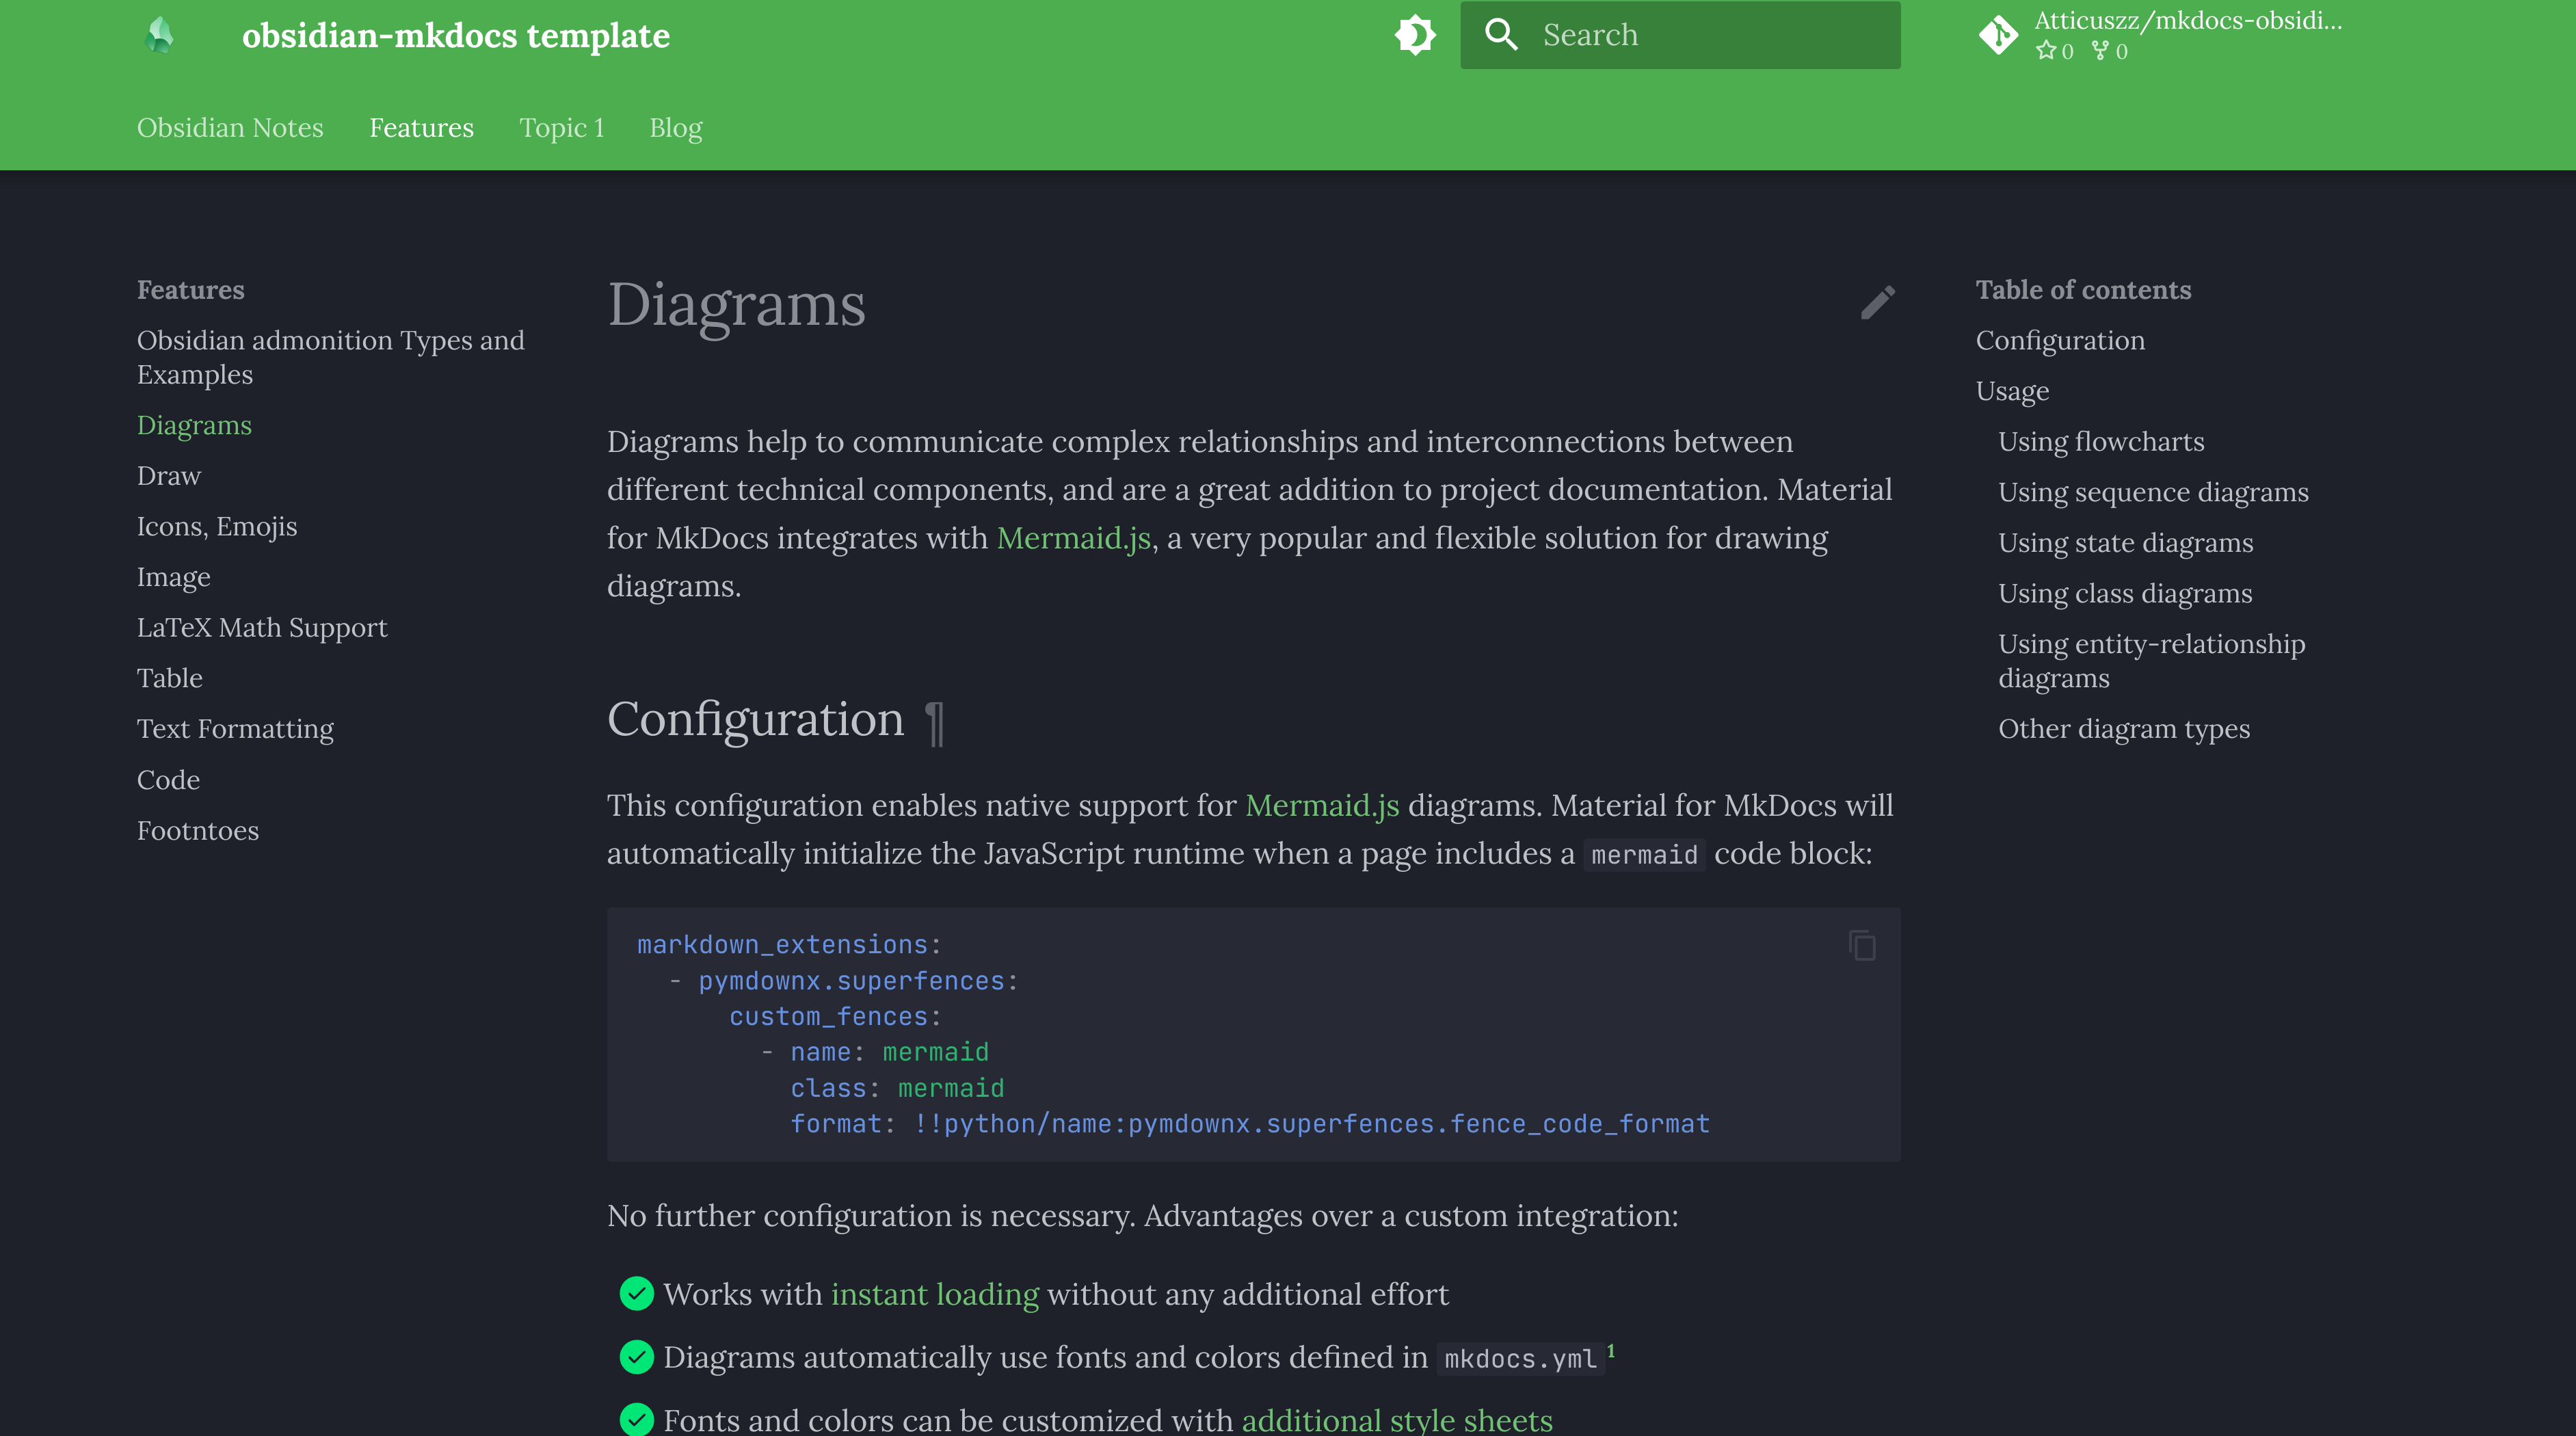 obsidian-mkdocs template
Search
Atticuszz/mkdocs-obsidi...
0 0
Obsidian Notes Features Topic 1 Blog
Features
Obsidian admonition Types and
Examples
Diagrams
Draw
Icons, Emojis
Image
LaTeX Math Support
Table
Text Formatting
Code
Footntoes
Diagrams
Diagrams help to communicate complex relationships and interconnections between
different technical components, and are a great addition to project documentation. Material
for MkDocs integrates with Mermaid.js, a very popular and flexible solution for drawing
diagrams.
Configuration ¶
This configuration enables native support for Mermaid.js diagrams. Material for MkDocs will
automatically initialize the JavaScript runtime when a page includes a mermaid code block:
markdown_extensions:
  - pymdownx.superfences:
      custom_fences:
        - name: mermaid
          class: mermaid
          format: !!python/name:pymdownx.superfences.fence_code_format
No further configuration is necessary. Advantages over a custom integration:
Works with instant loading without any additional effort
Diagrams automatically use fonts and colors defined in mkdocs.yml 1
Fonts and colors can be customized with additional style sheets
Table of contents
Configuration
Usage
Using flowcharts
Using sequence diagrams
Using state diagrams
Using class diagrams
Using entity-relationship
diagrams
Other diagram types